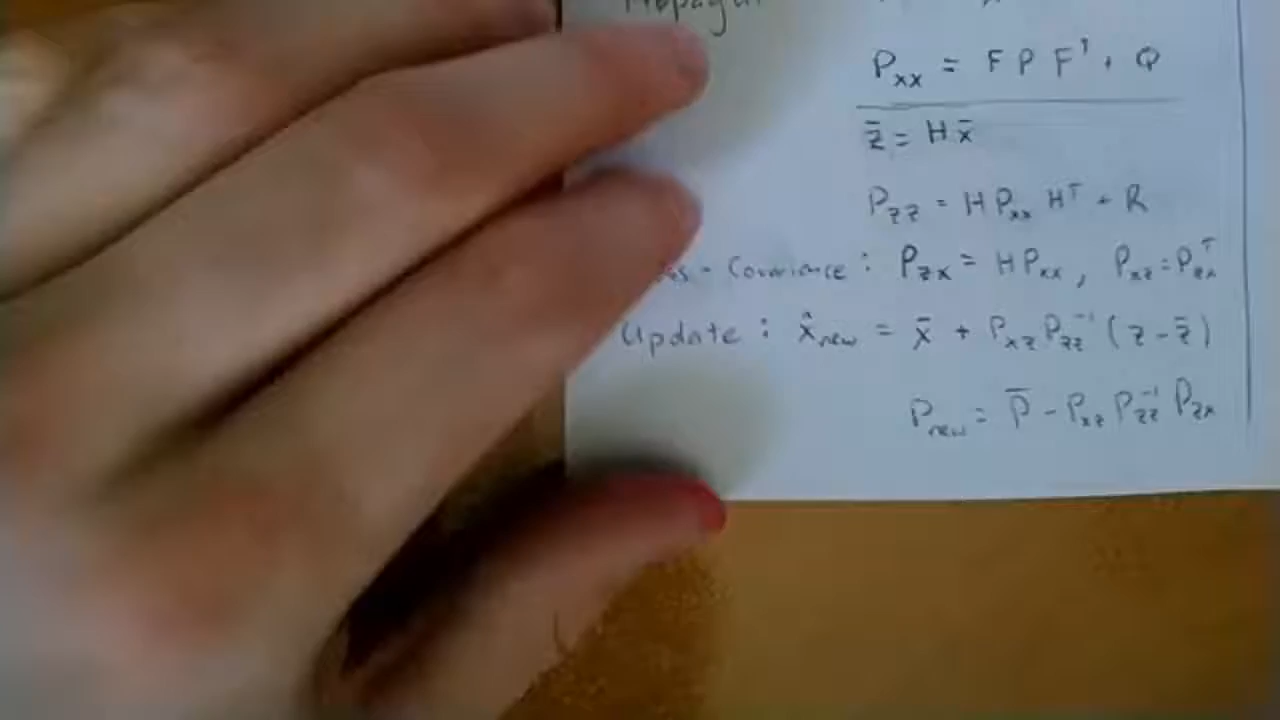 P_xx = F P F^T + Q
z̄ = H x̄
P_zz = H P_xx H^T + R
- Covariance : P_zx = H P_xx , P_xz = P_zx^T
Update : x̂_new = x̄ + P_xz P_zz^-1 ( z - z̄ )
P_new = P̄ - P_xz P_zz^-1 P_zx